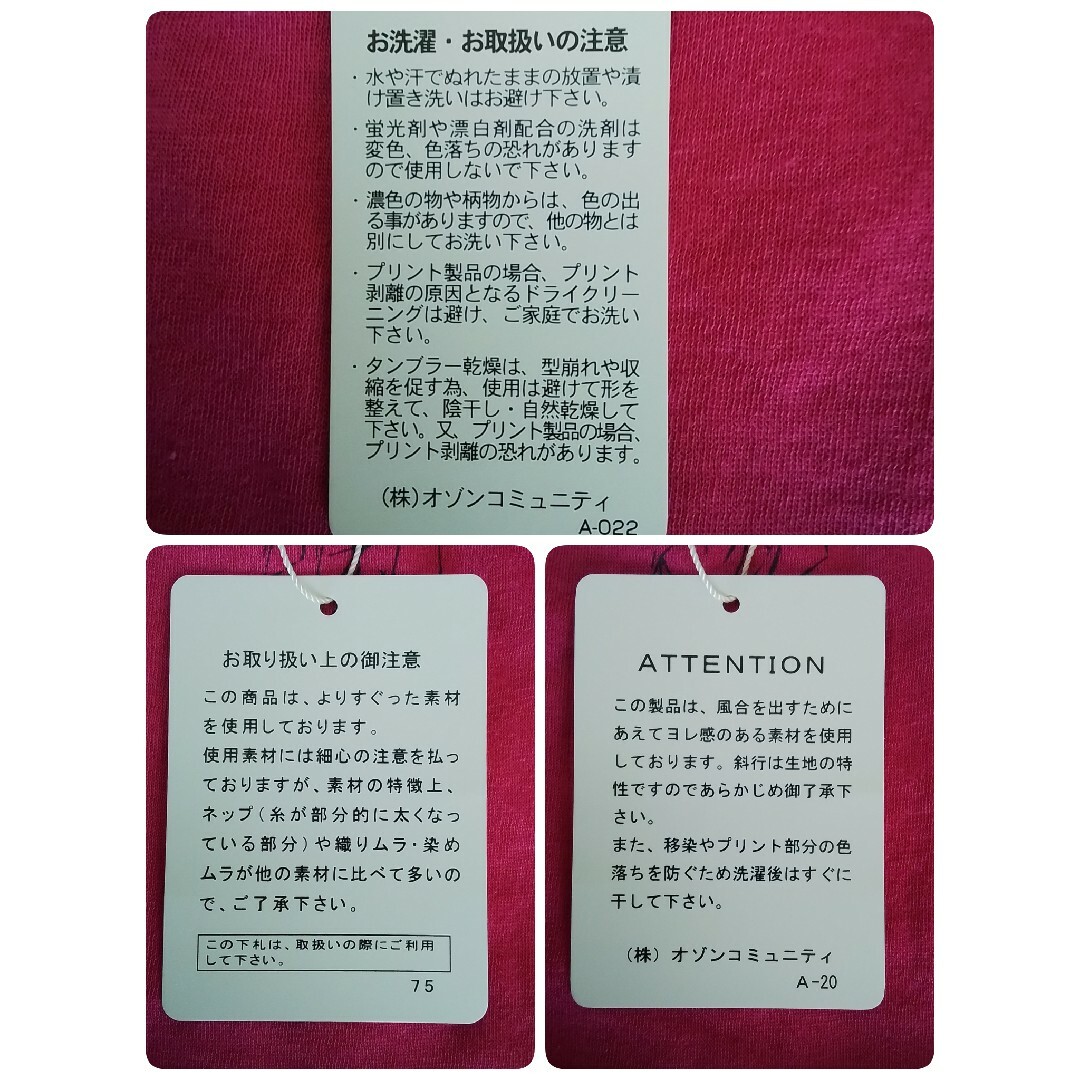 お洗濯・お取扱いの注意
・水や汗でぬれたままの放置や漬
け置き洗いはお避け下さい。
・蛍光剤や漂白剤配合の洗剤は
変色、色落ちの恐れがあります
ので使用しないで下さい。
・濃色の物や柄物からは、色の出
る事がありますので、他の物とは
別にしてお洗い下さい。
・プリント製品の場合、プリント
剥離の原因となるドライクリー
ニングは避け、ご家庭でお洗い
下さい。
・タンブラー乾燥は、型崩れや収
縮を促す為、使用は避けて形を
整えて、陰干し・自然乾燥して
下さい。又、プリント製品の場合、
プリント剥離の恐れがあります。
(株)オゾンコミュニティ
A-022
お取り扱い上の御注意
この商品は、よりすぐった素材
を使用しております。
使用素材には細心の注意を払っ
ておりますが、素材の特徴上、
ネップ(糸が部分的に太くなっ
ている部分)や織りムラ・染め
ムラが他の素材に比べて多いの
で、ご了承下さい。
この下札は、取扱いの際にご利用
して下さい。
75
ATTENTION
この製品は、風合を出すために
あえてヨレ感のある素材を使用
しております。斜行は生地の特
性ですのであらかじめ御了承下
さい。
また、移染やプリント部分の色
落ちを防ぐため洗濯後はすぐに
干して下さい。
(株)オゾンコミュニティ
A-20